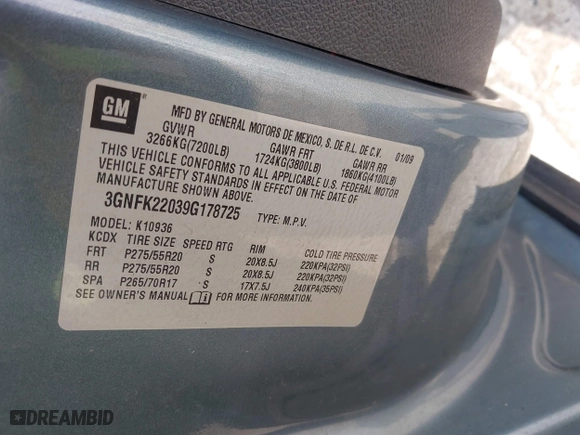 GM
MFD BY GENERAL MOTORS DE MEXICO, S. DE R.L. DE C.V. 01/09
GVWR GAWR FRT GAWR RR
3266KG(7200LB) 1724KG(3800LB) 1860KG(4100LB)
THIS VEHICLE CONFORMS TO ALL APPLICABLE U.S. FEDERAL MOTOR
VEHICLE SAFETY STANDARDS IN EFFECT ON THE DATE OF
MANUFACTURE SHOWN ABOVE.
3GNFK22039G178725 TYPE: M.P.V.
MODEL: K10936
KCDX TIRE SIZE SPEED RTG RIM COLD TIRE PRESSURE
FRT P275/55R20 S 20X8.5J 220KPA(32PSI)
RR P275/55R20 S 20X8.5J 220KPA(32PSI)
SPA P265/70R17 S 17X7.5J 240KPA(35PSI)
SEE OWNER'S MANUAL FOR MORE INFORMATION.
DREAMBID